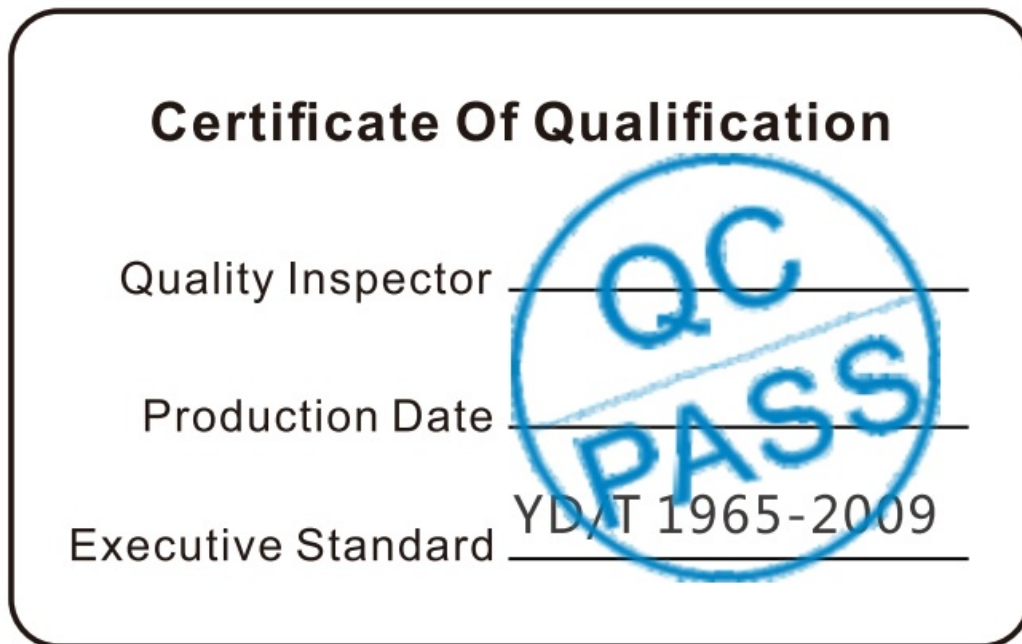 Certificate Of Qualification
Quality Inspector
QC
Production Date
PASS
YD/T 1965-2009
Executive Standard